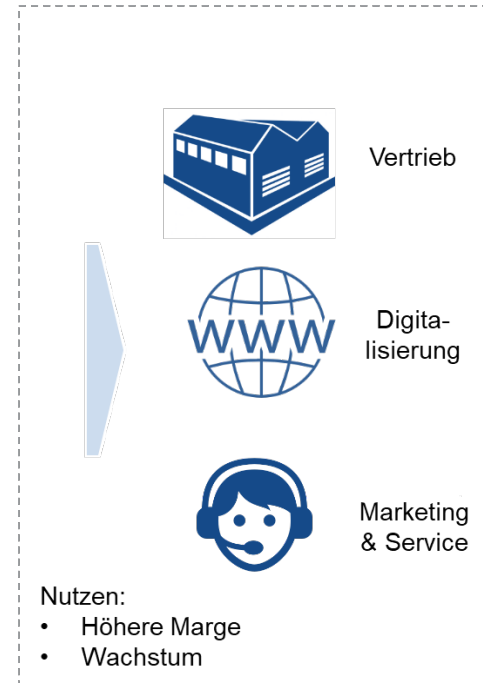 Vertrieb
WWW
Digita-
lisierung
Marketing
& Service
Nutzen:
• Höhere Marge
• Wachstum